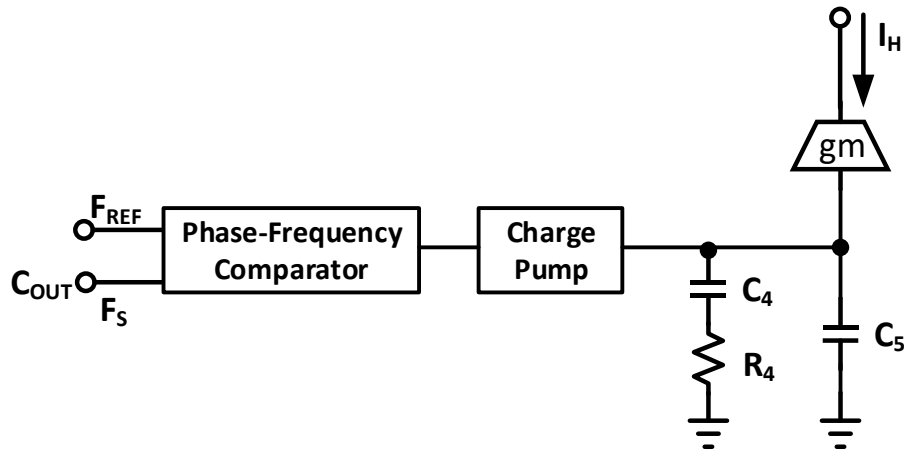 I_H
gm
F_REF
Phase-Frequency
Comparator
Charge
Pump
C_OUT
F_S
C_4
R_4
C_5